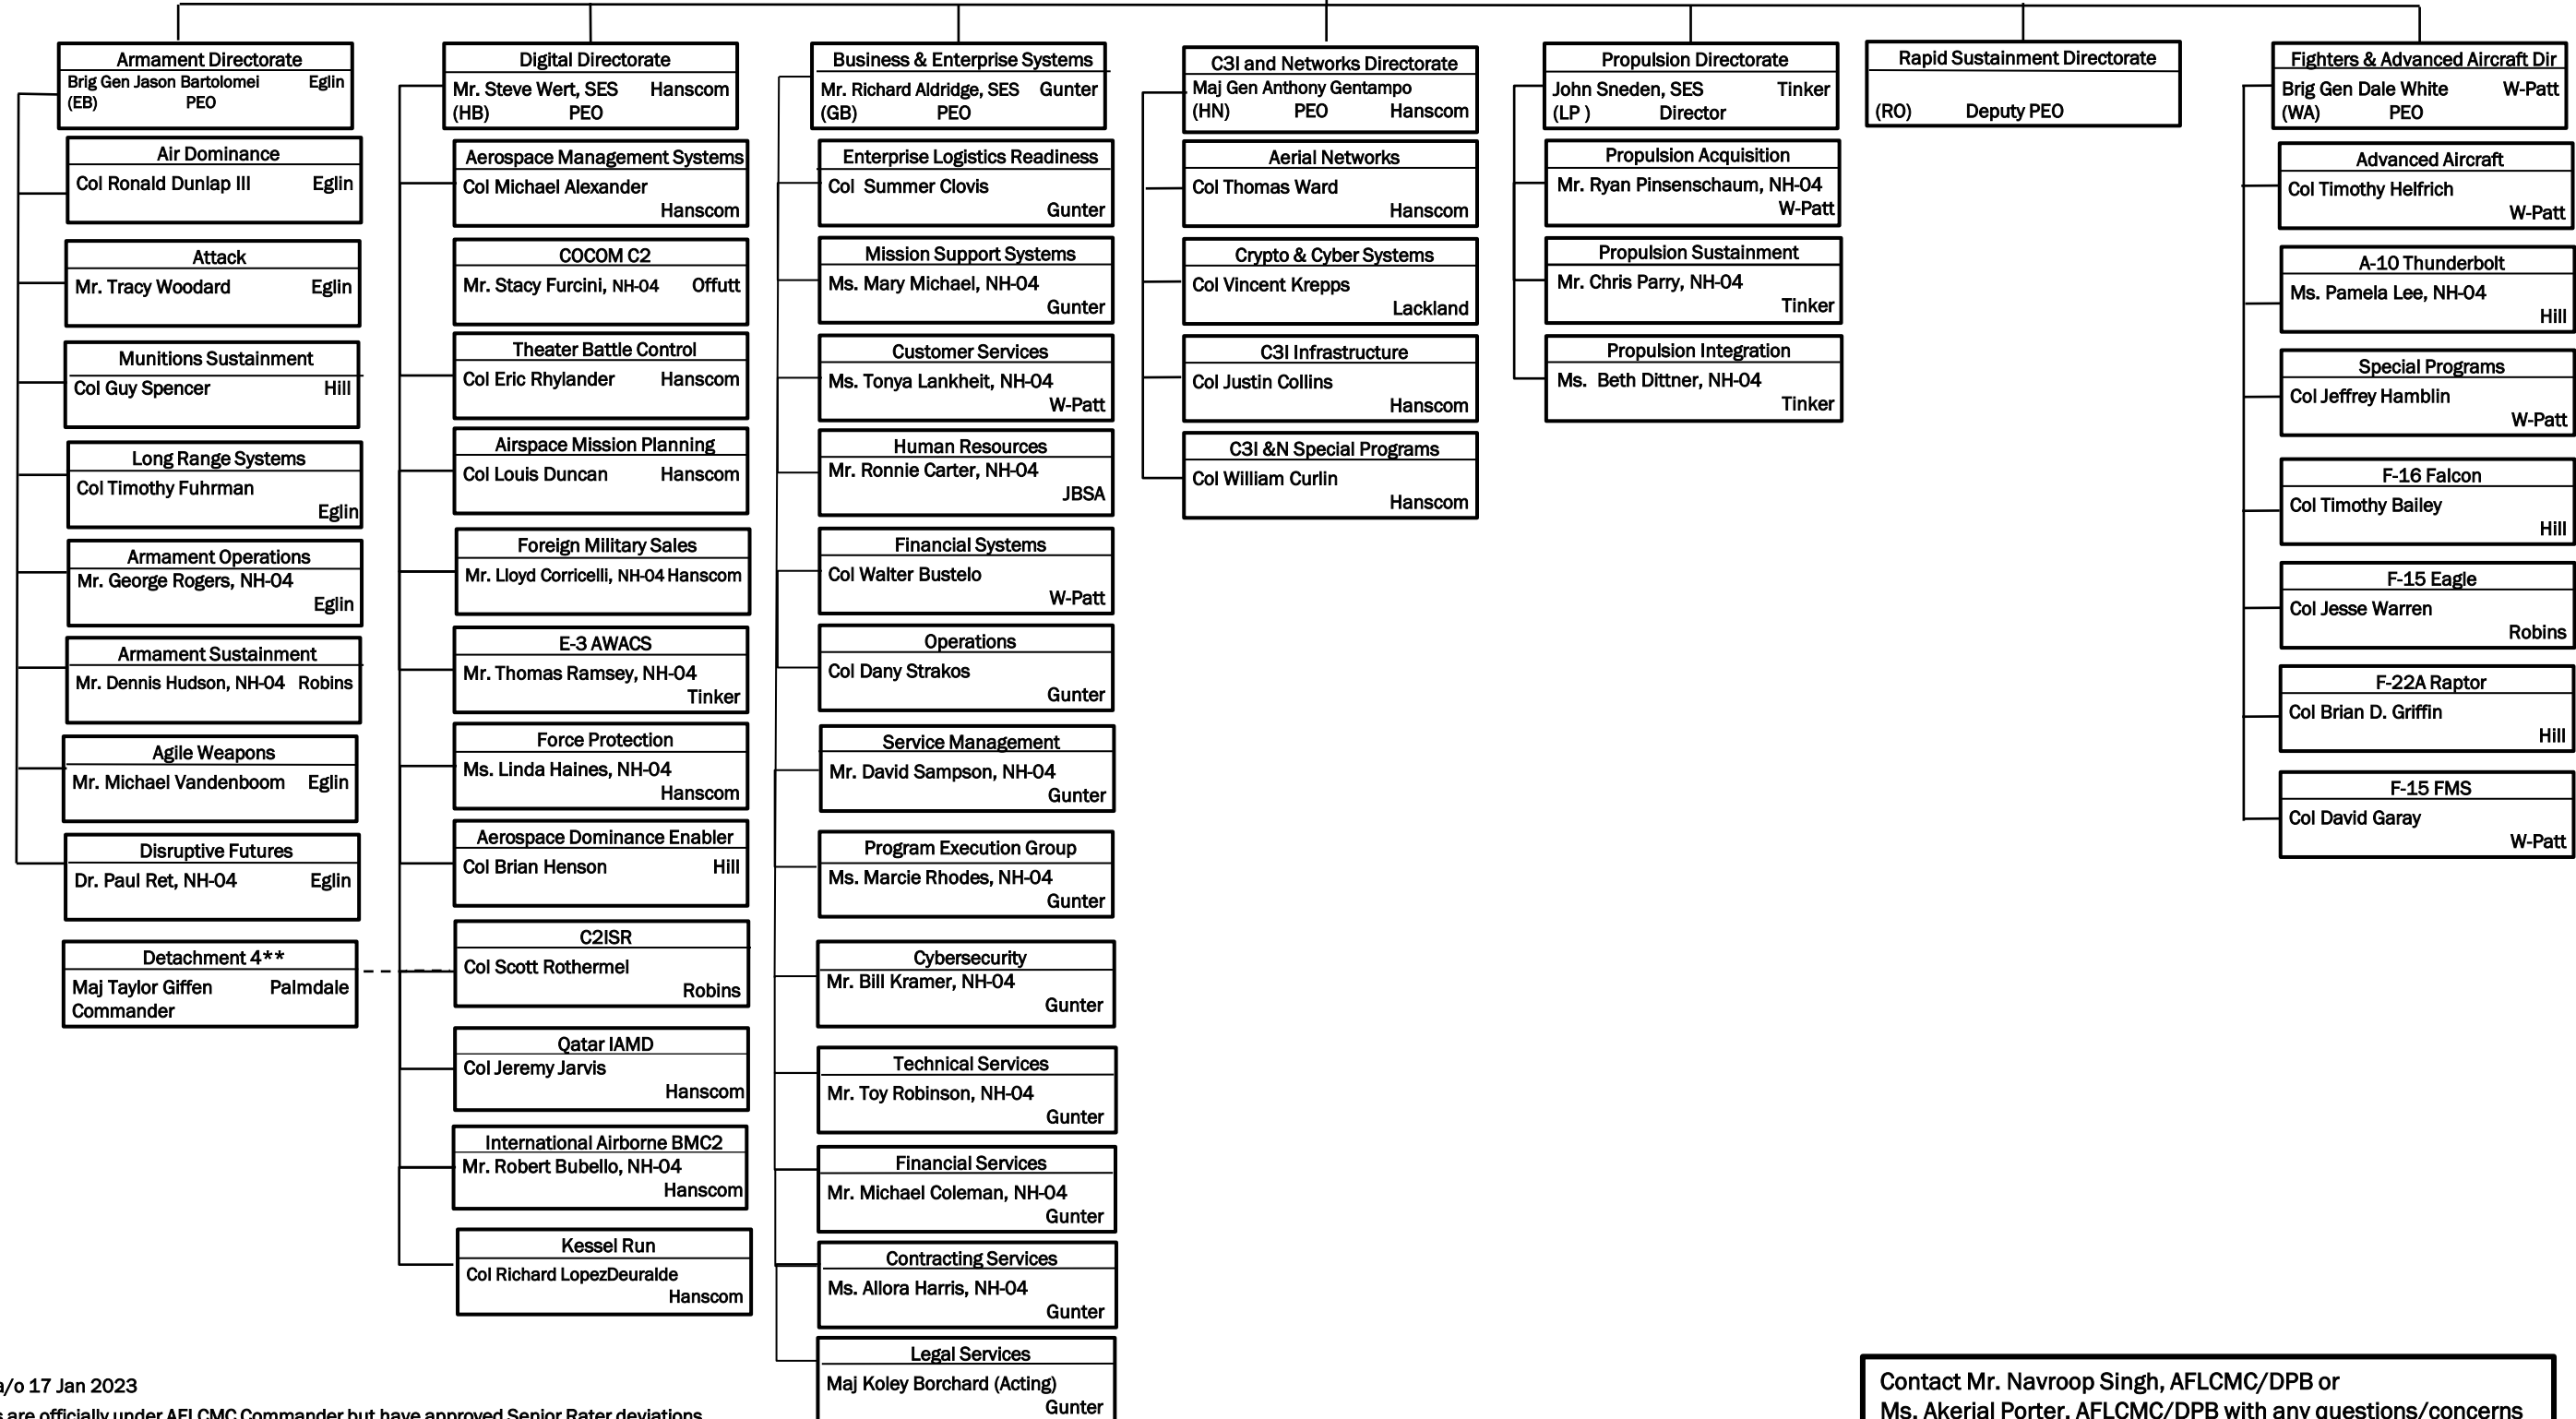 Armament Directorate
Brig Gen Jason Bartolomei Eglin
(EB) PEO
Air Dominance
Col Ronald Dunlap III Eglin
Attack
Mr. Tracy Woodard Eglin
Munitions Sustainment
Col Guy Spencer Hill
Long Range Systems
Col Timothy Fuhrman
Eglin
Armament Operations
Mr. George Rogers, NH-04
Eglin
Armament Sustainment
Mr. Dennis Hudson, NH-04 Robins
Agile Weapons
Mr. Michael Vandenboom Eglin
Disruptive Futures
Dr. Paul Ret, NH-04 Eglin
Detachment 4**
Maj Taylor Giffen Palmdale
Commander
Digital Directorate
Mr. Steve Wert, SES Hanscom
(HB) PEO
Aerospace Management Systems
Col Michael Alexander
Hanscom
COCOM C2
Mr. Stacy Furcini, NH-04 Offutt
Theater Battle Control
Col Eric Rhylander Hanscom
Airspace Mission Planning
Col Louis Duncan Hanscom
Foreign Military Sales
Mr. Lloyd Corricelli, NH-04 Hanscom
E-3 AWACS
Mr. Thomas Ramsey, NH-04
Tinker
Force Protection
Ms. Linda Haines, NH-04
Hanscom
Aerospace Dominance Enabler
Col Brian Henson Hill
C2ISR
Col Scott Rothermel
Robins
Qatar IAMD
Col Jeremy Jarvis
Hanscom
International Airborne BMC2
Mr. Robert Bubello, NH-04
Hanscom
Kessel Run
Col Richard LopezDeuralde
Hanscom
Business & Enterprise Systems
Mr. Richard Aldridge, SES Gunter
(GB) PEO
Enterprise Logistics Readiness
Col Summer Clovis
Gunter
Mission Support Systems
Ms. Mary Michael, NH-04
Gunter
Customer Services
Ms. Tonya Lankheit, NH-04
W-Patt
Human Resources
Mr. Ronnie Carter, NH-04
JBSA
Financial Systems
Col Walter Bustelo
W-Patt
Operations
Col Dany Strakos
Gunter
Service Management
Mr. David Sampson, NH-04
Gunter
Program Execution Group
Ms. Marcie Rhodes, NH-04
Gunter
Cybersecurity
Mr. Bill Kramer, NH-04
Gunter
Technical Services
Mr. Toy Robinson, NH-04
Gunter
Financial Services
Mr. Michael Coleman, NH-04
Gunter
Contracting Services
Ms. Allora Harris, NH-04
Gunter
Legal Services
Maj Koley Borchard (Acting)
Gunter
C3I and Networks Directorate
Maj Gen Anthony Gentampo
(HN) PEO Hanscom
Aerial Networks
Col Thomas Ward
Hanscom
Crypto & Cyber Systems
Col Vincent Krepps
Lackland
C3I Infrastructure
Col Justin Collins
Hanscom
C3I &N Special Programs
Col William Curlin
Hanscom
Propulsion Directorate
John Sneden, SES Tinker
(LP ) Director
Propulsion Acquisition
Mr. Ryan Pinsenschaum, NH-04
W-Patt
Propulsion Sustainment
Mr. Chris Parry, NH-04
Tinker
Propulsion Integration
Ms. Beth Dittner, NH-04
Tinker
Rapid Sustainment Directorate
(RO) Deputy PEO
Fighters & Advanced Aircraft Dir
Brig Gen Dale White W-Patt
(WA) PEO
Advanced Aircraft
Col Timothy Helfrich
W-Patt
A-10 Thunderbolt
Ms. Pamela Lee, NH-04
Hill
Special Programs
Col Jeffrey Hamblin
W-Patt
F-16 Falcon
Col Timothy Bailey
Hill
F-15 Eagle
Col Jesse Warren
Robins
F-22A Raptor
Col Brian D. Griffin
Hill
F-15 FMS
Col David Garay
W-Patt
a/o 17 Jan 2023
are officially under AFLCMC Commander but have approved Senior Rater deviations
Contact Mr. Navroop Singh, AFLCMC/DPB or
Ms. Akerial Porter, AFLCMC/DPB with any questions/concerns